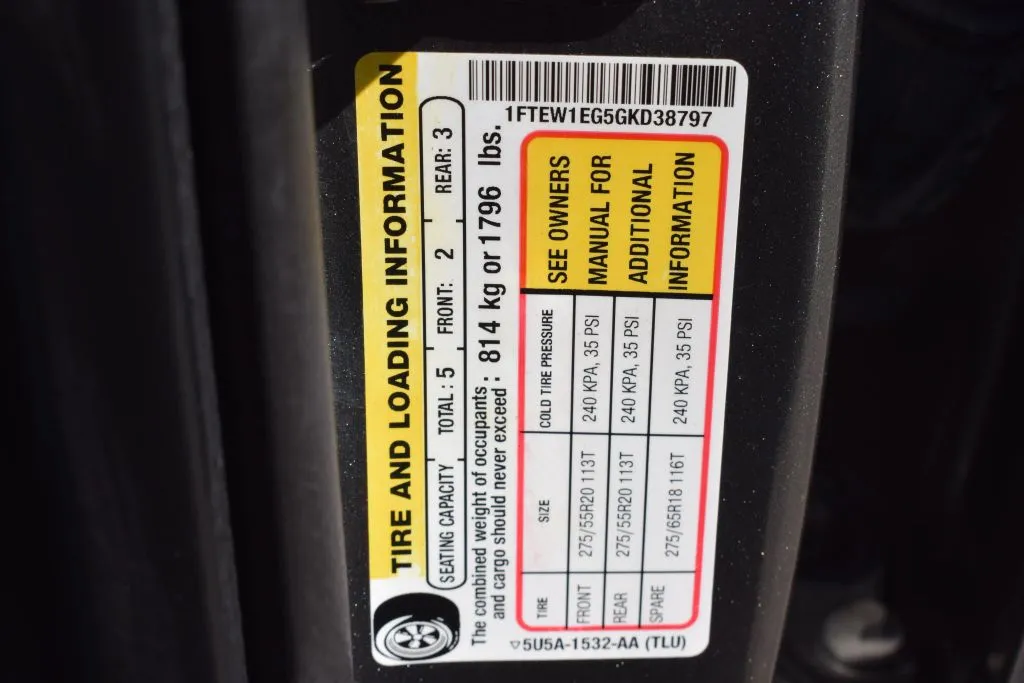 TIRE AND LOADING INFORMATION
SEATING CAPACITY TOTAL : 5 FRONT: 2 REAR: 3
The combined weight of occupants
and cargo should never exceed : 814 kg or 1796 lbs.
1FTEW1EG5GKD38797
TIRE SIZE COLD TIRE PRESSURE
FRONT 275/55R20 113T 240 KPA, 35 PSI
REAR 275/55R20 113T 240 KPA, 35 PSI
SPARE 275/65R18 116T 240 KPA, 35 PSI
SEE OWNERS
MANUAL FOR
ADDITIONAL
INFORMATION
5U5A-1532-AA (TLU)